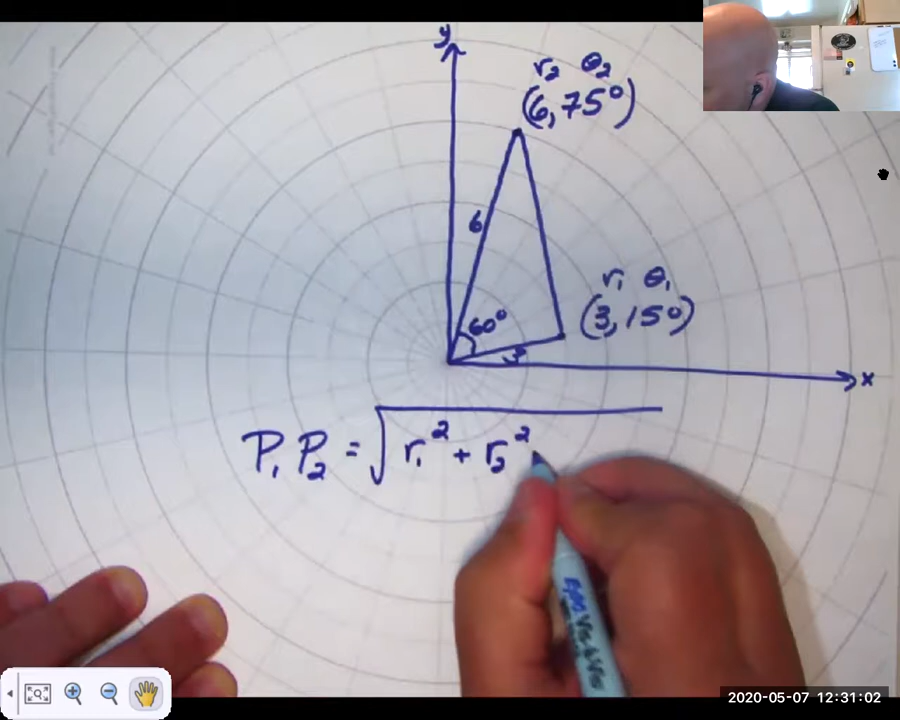 y
r₂ θ₂
(6,75°)
6
r₁ θ₁
60°
(3,15°)
3
x
P₁P₂ = √r₁² + r₂²
2020-05-07 12:31:02